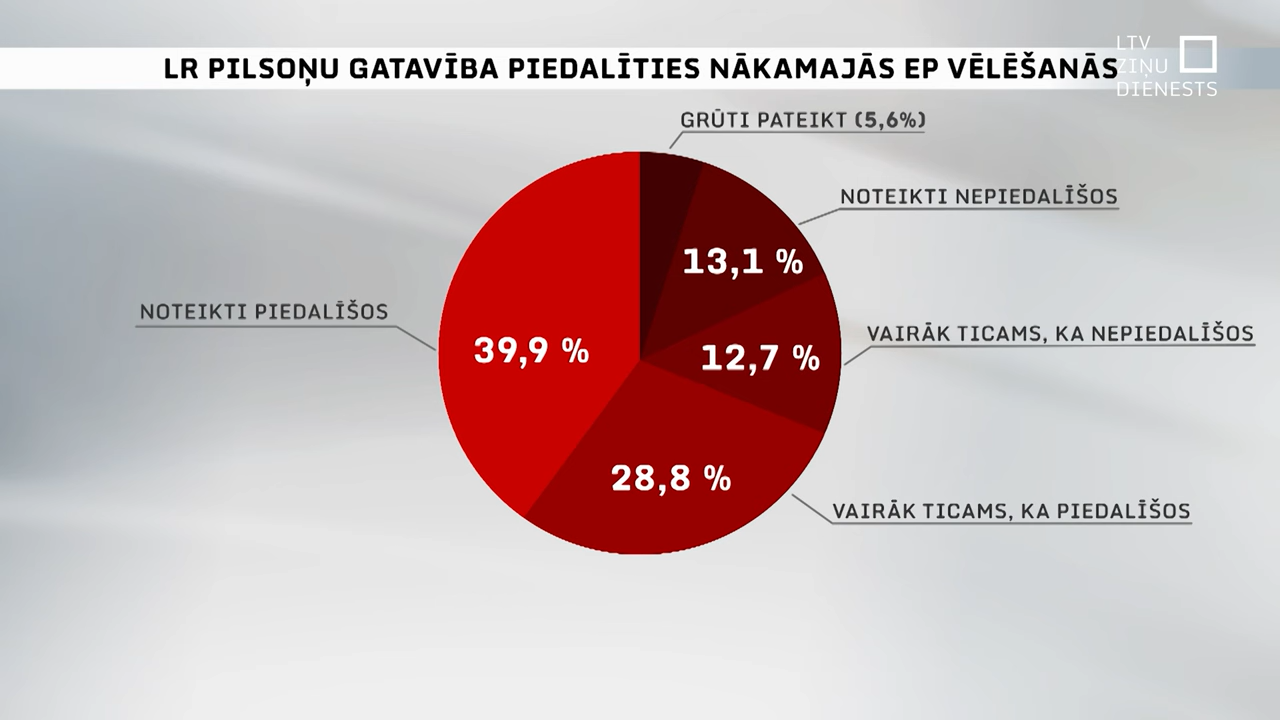 LR PILSOŅU GATAVĪBA PIEDALĪTIES NĀKAMAJĀS EP VĒLĒŠANĀS
LTV
ZIŅU
DIENESTS
GRŪTI PATEIKT (5,6%)
NOTEIKTI NEPIEDALĪŠOS
13,1 %
NOTEIKTI PIEDALĪŠOS
39,9 %
12,7 %
VAIRĀK TICAMS, KA NEPIEDALĪŠOS
28,8 %
VAIRĀK TICAMS, KA PIEDALĪŠOS